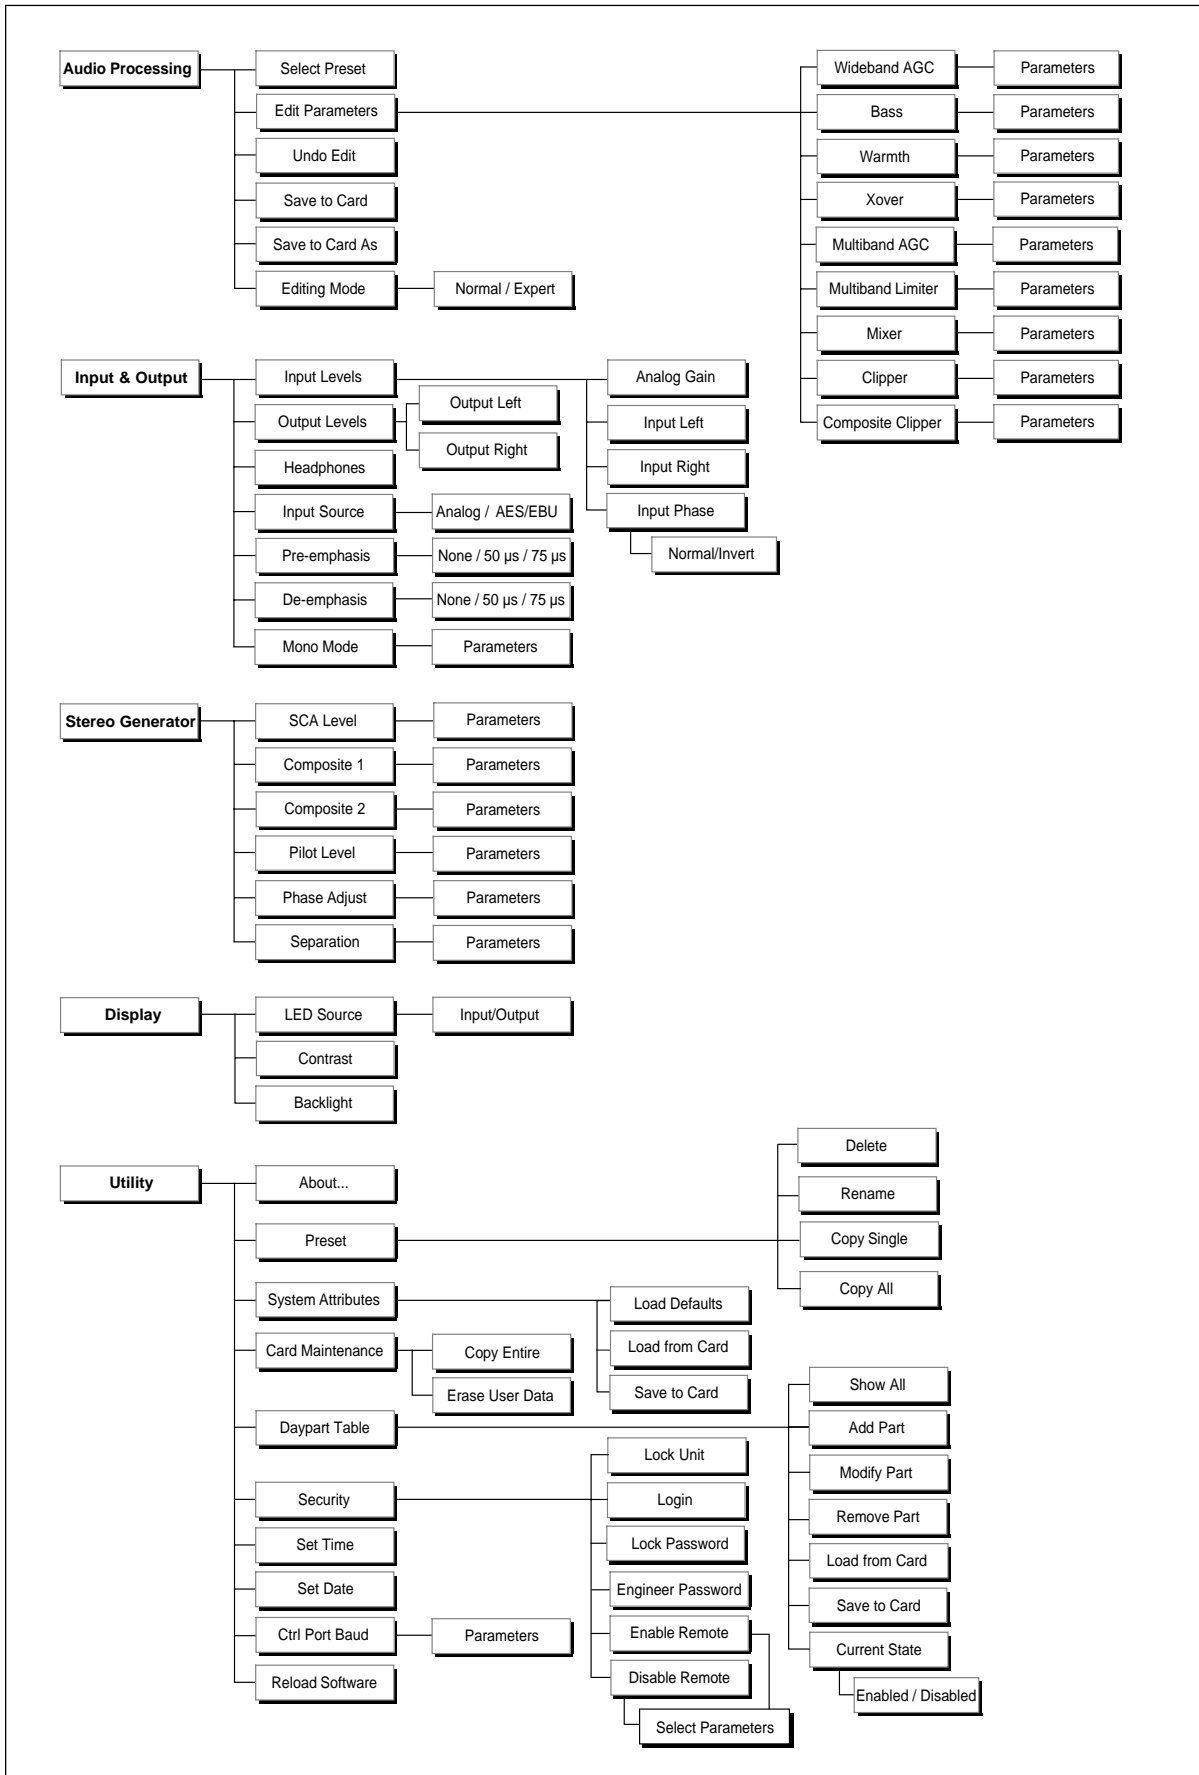 Audio Processing
Select Preset
Edit Parameters
Undo Edit
Save to Card
Save to Card As
Editing Mode
Normal / Expert
Wideband AGC
Parameters
Bass
Parameters
Warmth
Parameters
Xover
Parameters
Multiband AGC
Parameters
Multiband Limiter
Parameters
Mixer
Parameters
Clipper
Parameters
Composite Clipper
Parameters
Input & Output
Input Levels
Analog Gain
Input Left
Input Right
Input Phase
Normal/Invert
Output Levels
Output Left
Output Right
Headphones
Input Source
Analog / AES/EBU
Pre-emphasis
None / 50 µs / 75 µs
De-emphasis
None / 50 µs / 75 µs
Mono Mode
Parameters
Stereo Generator
SCA Level
Parameters
Composite 1
Parameters
Composite 2
Parameters
Pilot Level
Parameters
Phase Adjust
Parameters
Separation
Parameters
Display
LED Source
Input/Output
Contrast
Backlight
Utility
About...
Preset
Delete
Rename
Copy Single
Copy All
System Attributes
Load Defaults
Load from Card
Save to Card
Card Maintenance
Copy Entire
Erase User Data
Daypart Table
Show All
Add Part
Modify Part
Remove Part
Load from Card
Save to Card
Current State
Enabled / Disabled
Security
Lock Unit
Login
Lock Password
Engineer Password
Enable Remote
Disable Remote
Select Parameters
Set Time
Set Date
Ctrl Port Baud
Parameters
Reload Software